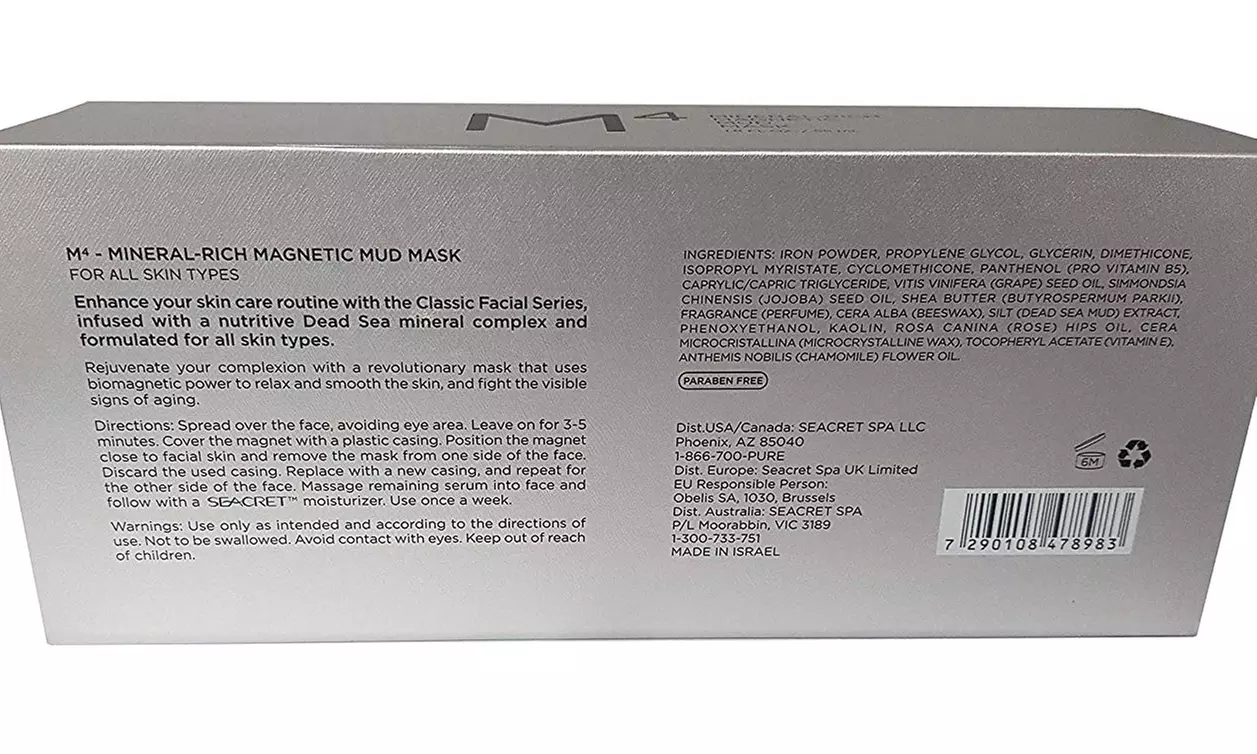 M⁴
M⁴ - MINERAL-RICH MAGNETIC MUD MASK
FOR ALL SKIN TYPES
Enhance your skin care routine with the Classic Facial Series,
infused with a nutritive Dead Sea mineral complex and
formulated for all skin types.
Rejuvenate your complexion with a revolutionary mask that uses
biomagnetic power to relax and smooth the skin, and fight the visible
signs of aging.
Directions: Spread over the face, avoiding eye area. Leave on for 3-5
minutes. Cover the magnet with a plastic casing. Position the magnet
close to facial skin and remove the mask from one side of the face.
Discard the used casing. Replace with a new casing, and repeat for
the other side of the face. Massage remaining serum into face and
follow with a SEACRET™ moisturizer. Use once a week.
Warnings: Use only as intended and according to the directions of
use. Not to be swallowed. Avoid contact with eyes. Keep out of reach
of children.
INGREDIENTS: IRON POWDER, PROPYLENE GLYCOL, GLYCERIN, DIMETHICONE,
ISOPROPYL MYRISTATE, CYCLOMETHICONE, PANTHENOL (PRO VITAMIN B5),
CAPRYLIC/CAPRIC TRIGLYCERIDE, VITIS VINIFERA (GRAPE) SEED OIL, SIMMONDSIA
CHINENSIS (JOJOBA) SEED OIL, SHEA BUTTER (BUTYROSPERMUM PARKII),
FRAGRANCE (PERFUME), CERA ALBA (BEESWAX), SILT (DEAD SEA MUD) EXTRACT,
PHENOXYETHANOL, KAOLIN, ROSA CANINA (ROSE) HIPS OIL, CERA
MICROCRISTALLINA (MICROCRYSTALLINE WAX), TOCOPHERYL ACETATE (VITAMIN E),
ANTHEMIS NOBILIS (CHAMOMILE) FLOWER OIL.
PARABEN FREE
Dist.USA/Canada: SEACRET SPA LLC
Phoenix, AZ 85040
1-866-700-PURE
Dist. Europe: Seacret Spa UK Limited
EU Responsible Person:
Obelis SA, 1030, Brussels
Dist. Australia: SEACRET SPA
P/L Moorabbin, VIC 3189
1-300-733-751
MADE IN ISRAEL
6M
7 290108 478983